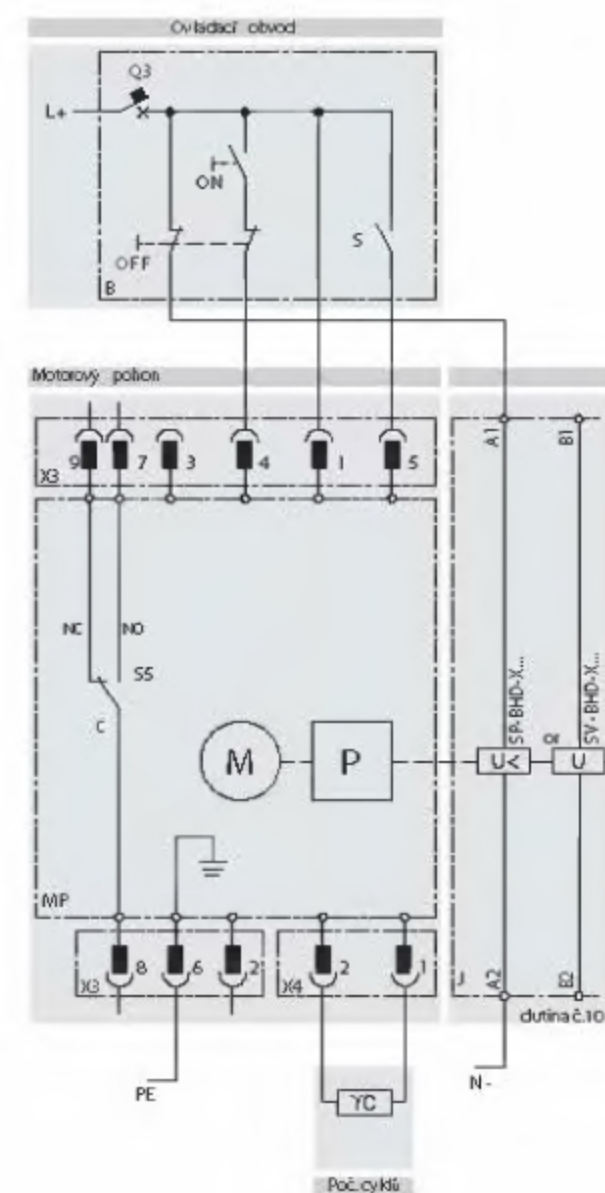 Ovládací obvod
Q3
L+
ON
S
OFF
B
Motorový pohon
9 7 3 4 1 5
X3
A1
B1
NC NO
S5
C
SP-BHD-X...
SV-BHD-X...
M P
U<
U
MP
8 6 2
X3
2 1
X4
J
A2
B2
dutina č.10
PE
N -
YC
Poč. cyklů